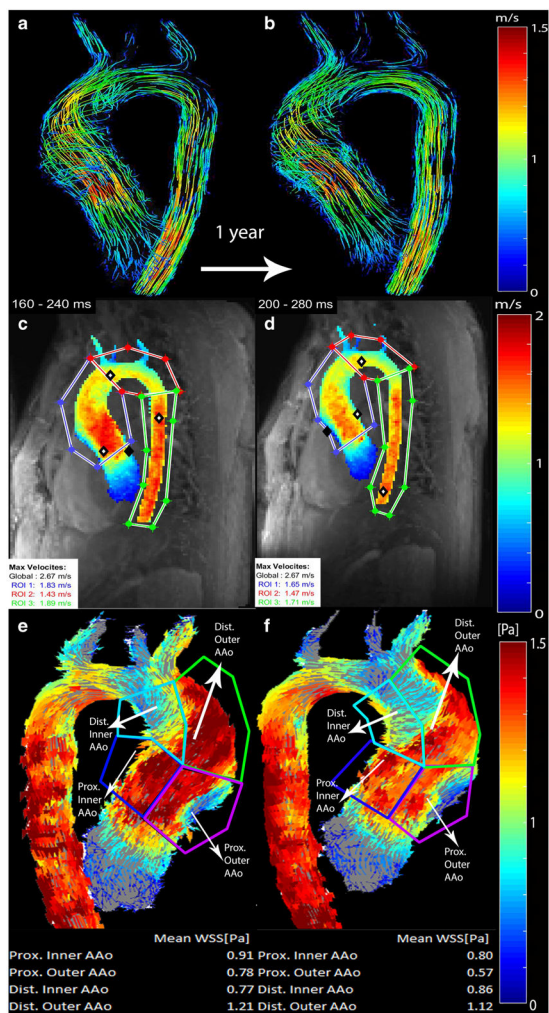 a
b
m/s
1.5
1
0
1 year
160 - 240 ms
200 - 280 ms
m/s
c
d
2
1
0
Max Velocites:
Global : 2.67 m/s
ROI 1: 1.83 m/s
ROI 2: 1.43 m/s
ROI 3: 1.89 m/s
Max Velocites:
Global : 2.67 m/s
ROI 1: 1.65 m/s
ROI 2: 1.47 m/s
ROI 3: 1.71 m/s
e
f
[Pa]
1.5
1
0
Dist.
Outer
AAo
Dist.
Inner
AAo
Prox.
Inner
AAo
Prox.
Outer
AAo
Dist.
Outer
AAo
Dist.
Inner
AAo
Prox.
Inner
AAo
Prox.
Outer
AAo
Mean WSS[Pa]
Mean WSS[Pa]
Prox. Inner AAo 0.91 Prox. Inner AAo 0.80
Prox. Outer AAo 0.78 Prox. Outer AAo 0.57
Dist. Inner AAo 0.77 Dist. Inner AAo 0.86
Dist. Outer AAo 1.21 Dist. Outer AAo 1.12